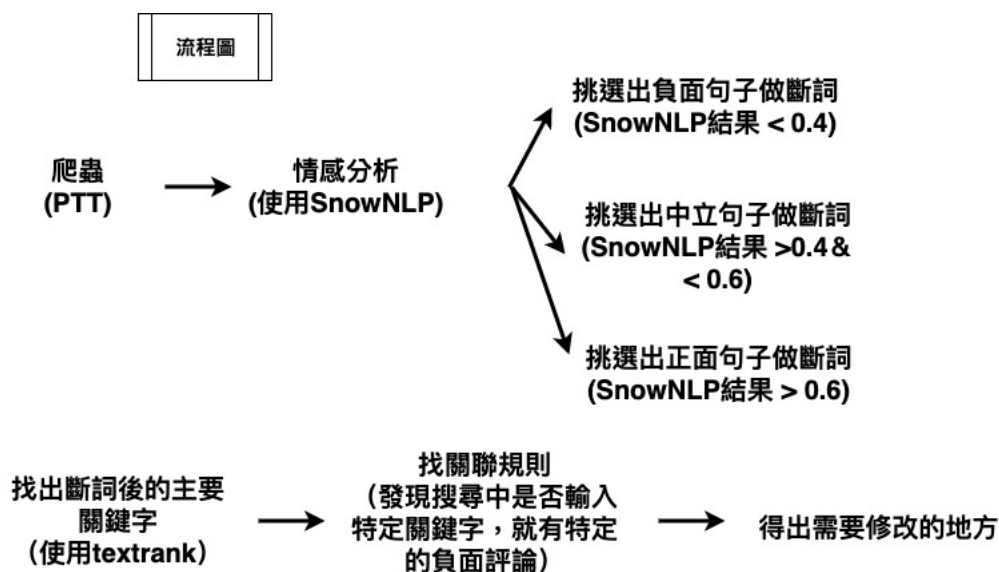 流程圖
爬蟲
(PTT)
情感分析
(使用SnowNLP)
挑選出負面句子做斷詞
(SnowNLP結果 < 0.4)
挑選出中立句子做斷詞
(SnowNLP結果 >0.4&
< 0.6)
挑選出正面句子做斷詞
(SnowNLP結果 > 0.6)
找出斷詞後的主要
關鍵字
（使用textrank）
找關聯規則
（發現搜尋中是否輸入
特定關鍵字，就有特定
的負面評論）
得出需要修改的地方